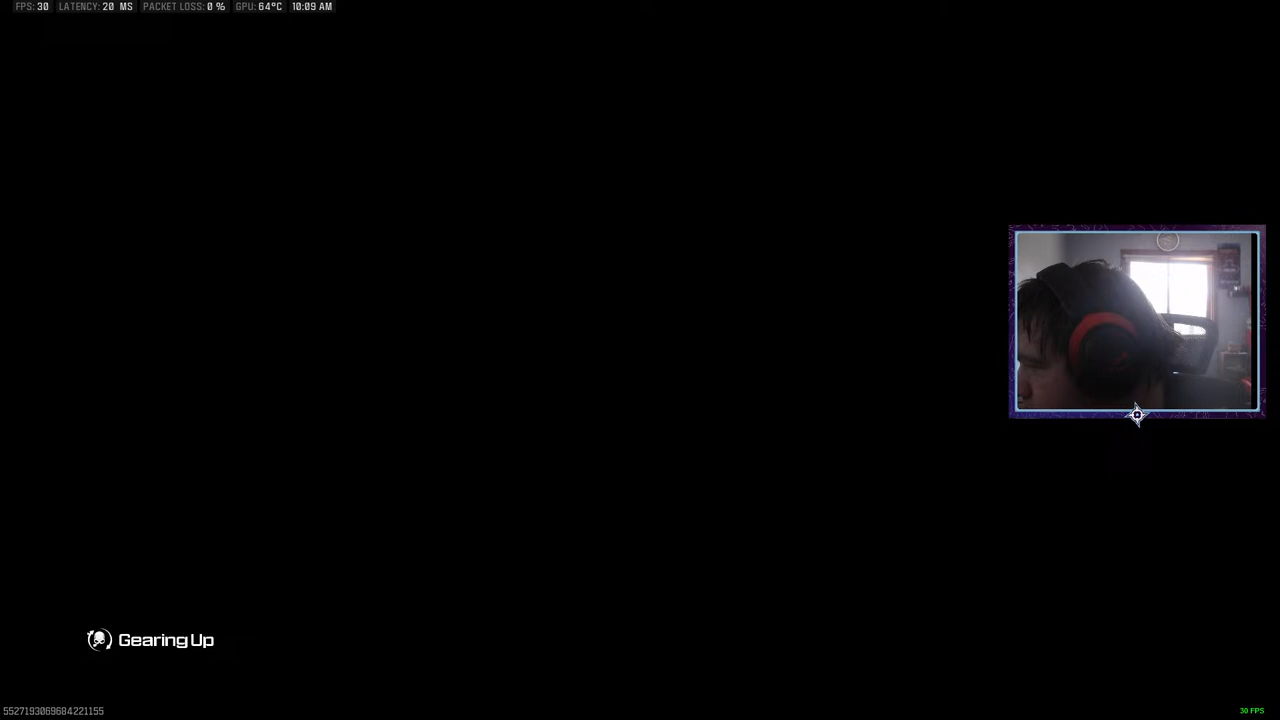 FPS: 30 LATENCY: 20 MS PACKET LOSS: 0 % GPU: 64°C 10:09 AM
Gearing Up
5527193069684221155
30 FPS